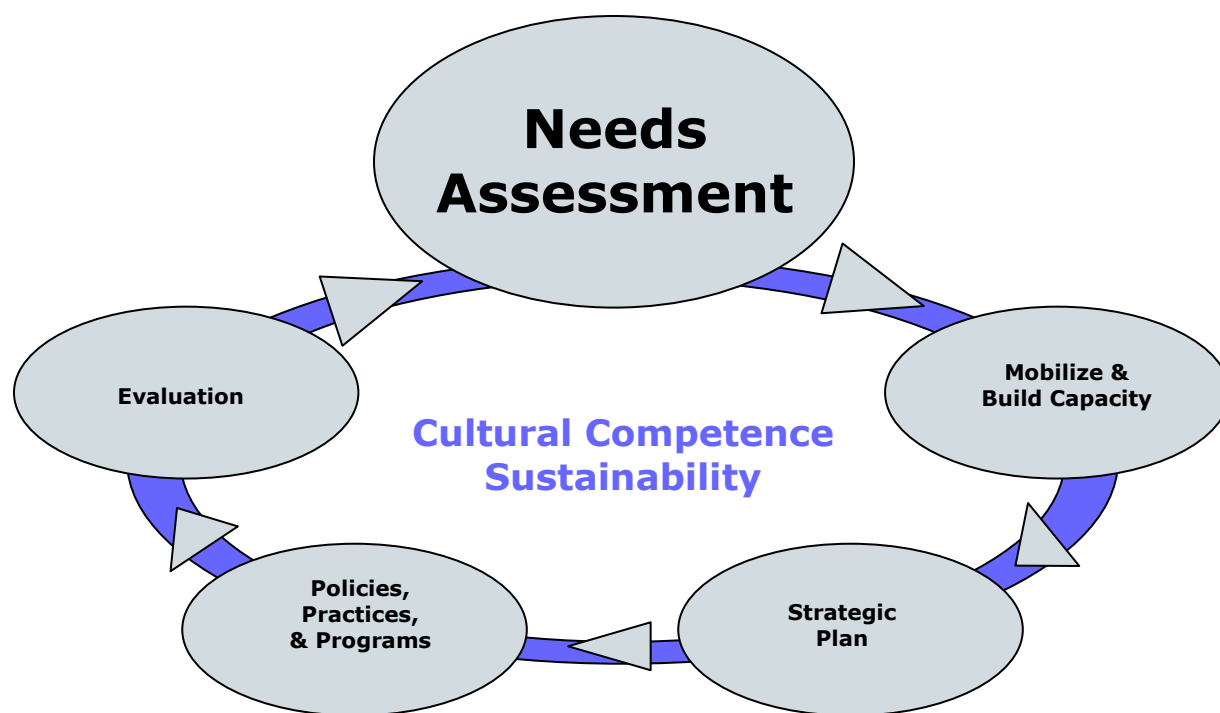 Needs
Assessment
Mobilize &
Build Capacity
Strategic
Plan
Policies,
Practices,
& Programs
Evaluation
Cultural Competence
Sustainability